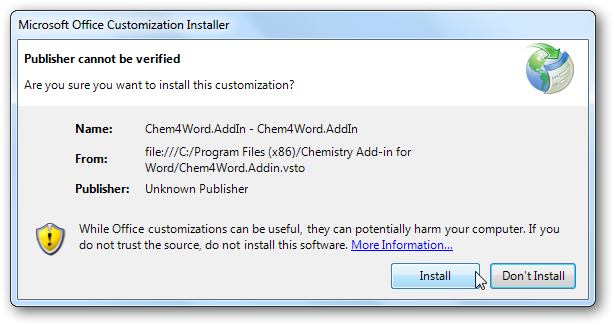 Microsoft Office Customization Installer
Publisher cannot be verified
Are you sure you want to install this customization?
Name: Chem4Word.AddIn - Chem4Word.AddIn
From: file:///C:/Program Files (x86)/Chemistry Add-in for
Word/Chem4Word.Addin.vsto
Publisher: Unknown Publisher
While Office customizations can be useful, they can potentially harm your computer. If you
do not trust the source, do not install this software. More Information...
Install Don't Install